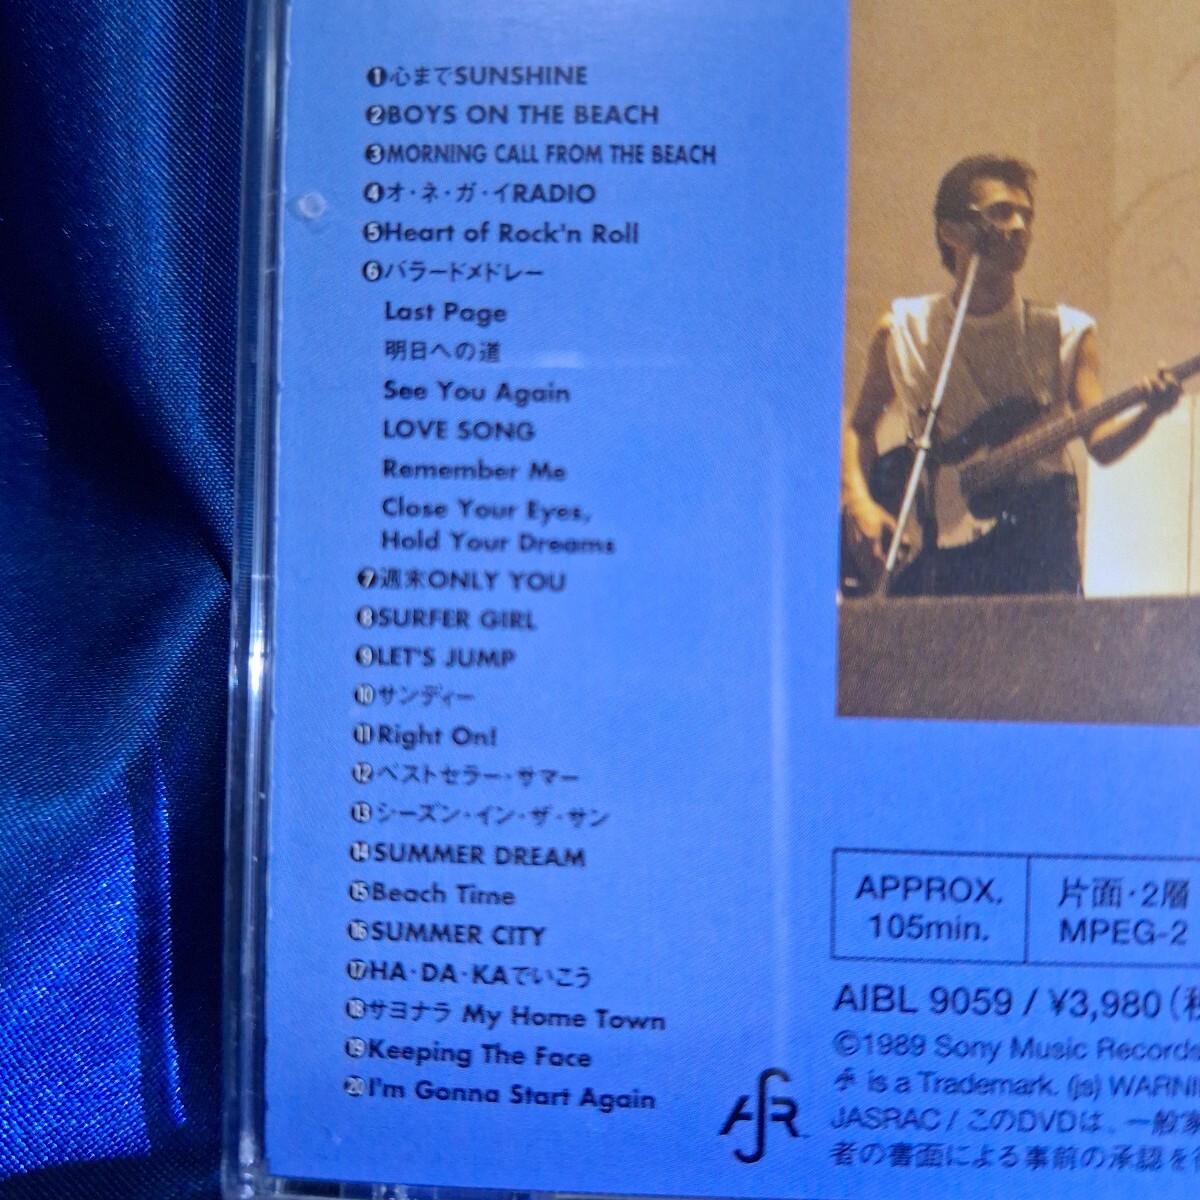 ❶心までSUNSHINE
❷BOYS ON THE BEACH
❸MORNING CALL FROM THE BEACH
❹オ・ネ・ガ・イRADIO
❺Heart of Rock'n Roll
❻バラードメドレー
Last Page
明日への道
See You Again
LOVE SONG
Remember Me
Close Your Eyes,
Hold Your Dreams
❼週末ONLY YOU
❽SURFER GIRL
❾LET'S JUMP
❿サンディー
⓫Right On!
⓬ベストセラー・サマー
⓭シーズン・イン・ザ・サン
⓮SUMMER DREAM
⓯Beach Time
⓰SUMMER CITY
⓱HA・DA・KAでいこう
⓲サヨナラ My Home Town
⓳Keeping The Face
⓴I'm Gonna Start Again
APPROX.
105min.
片面・2層
MPEG-2
AIBL 9059 / ¥3,980(税
©1989 Sony Music Records
is a Trademark. (js) WARNI
JASRAC / このDVDは、一般家
者の書面による事前の承認を得